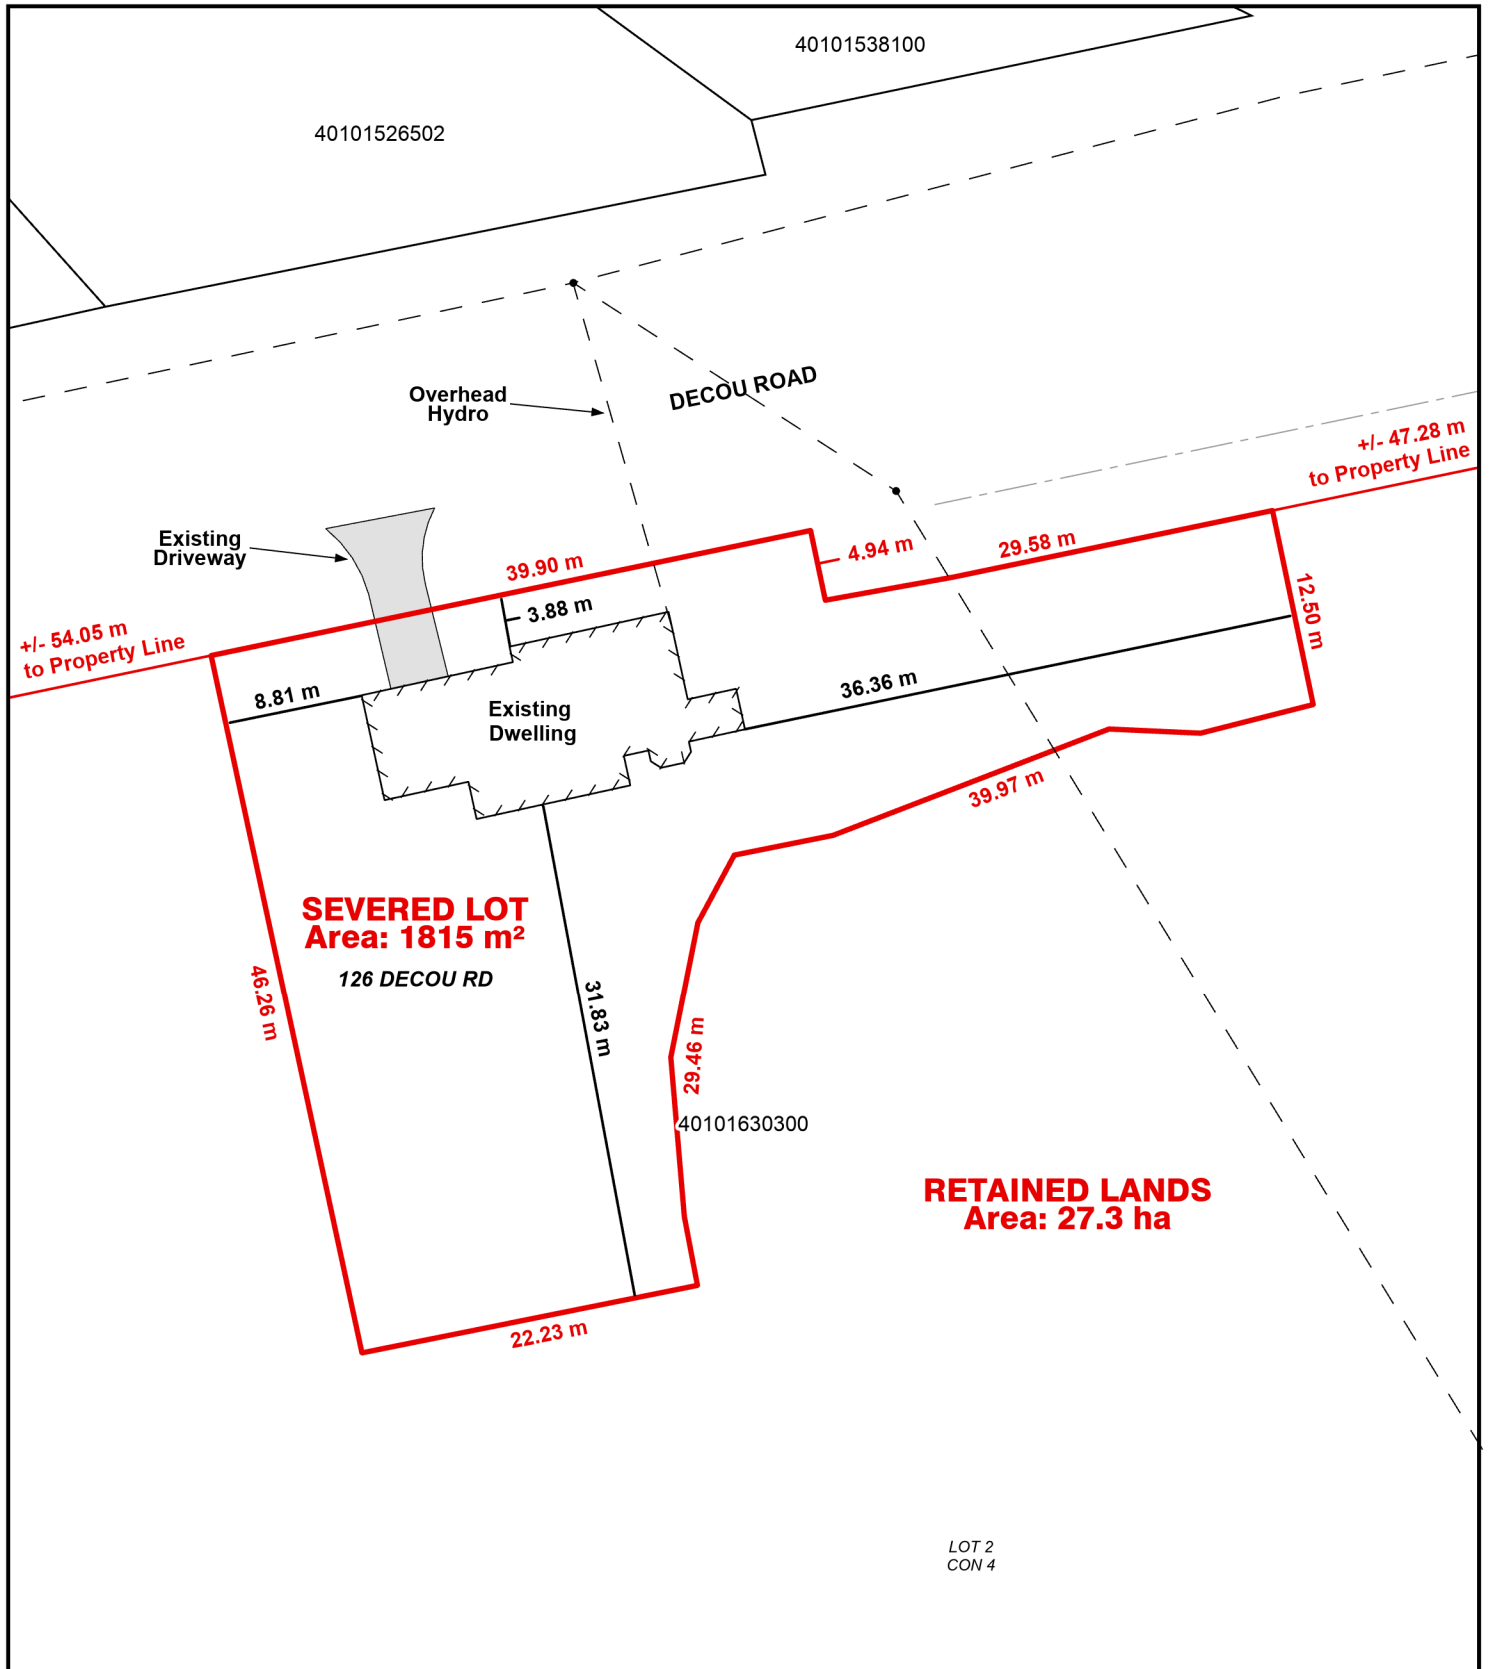 40101538100
40101526502
Overhead
Hydro
DECOU ROAD
+/- 47.28 m
to Property Line
Existing
Driveway
39.90 m
4.94 m
29.58 m
12.50 m
3.88 m
+/- 54.05 m
to Property Line
8.81 m
36.36 m
Existing
Dwelling
39.97 m
SEVERED LOT
Area: 1815 m²
126 DECOU RD
46.26 m
31.83 m
29.46 m
40101630300
RETAINED LANDS
Area: 27.3 ha
22.23 m
LOT 2
CON 4